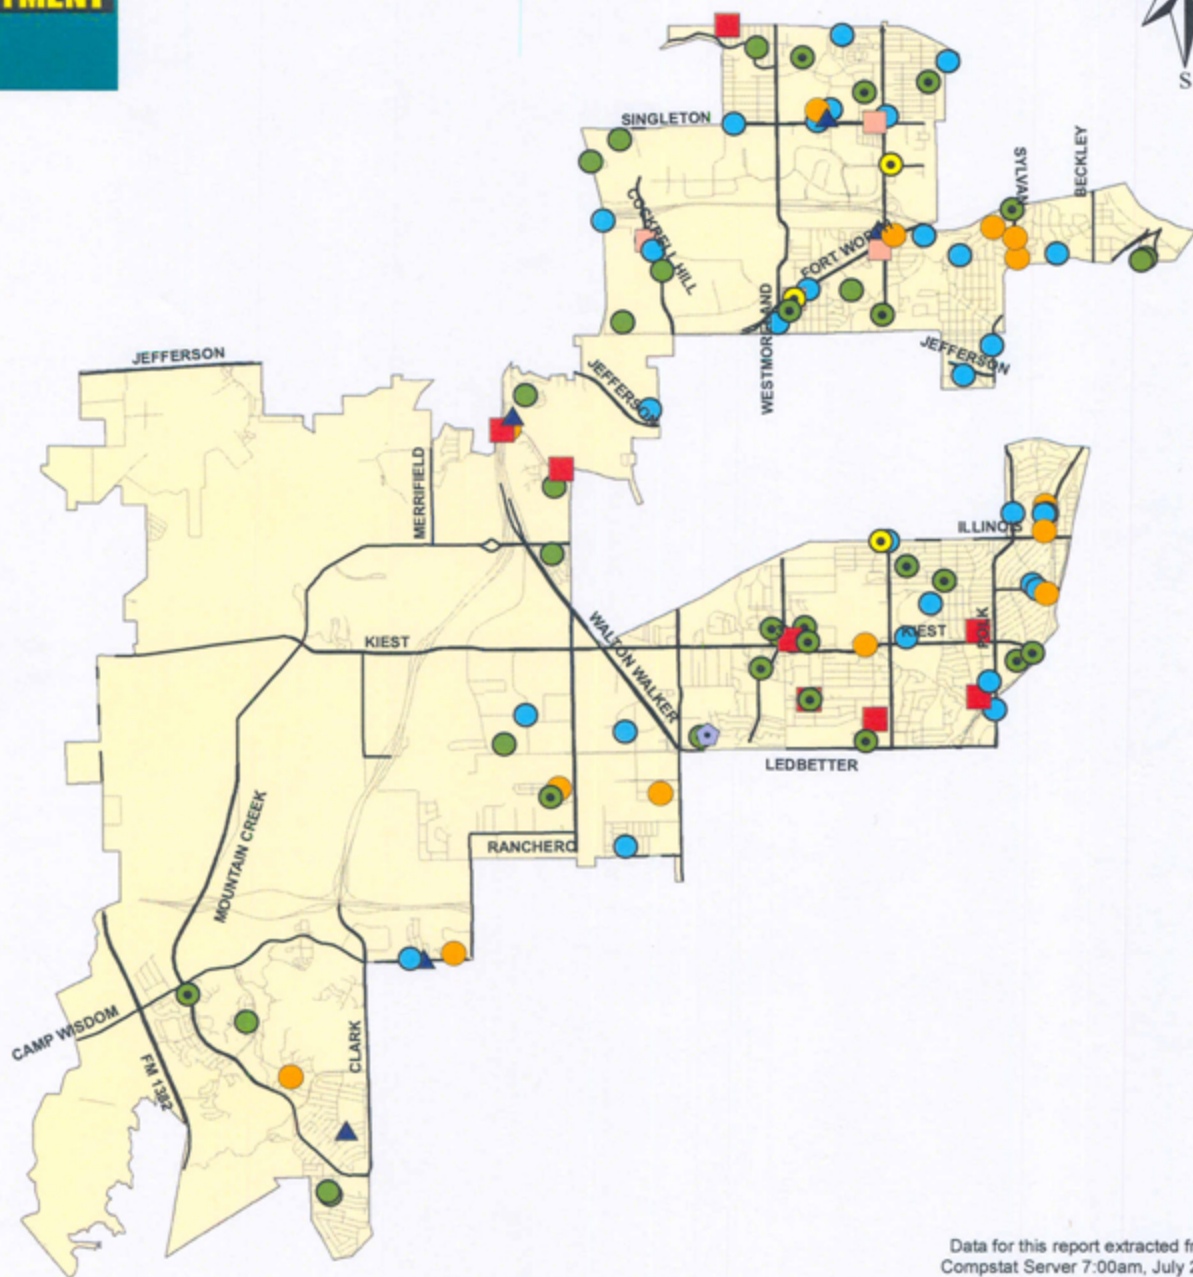 TMENT
S
SINGLETON
SYLVAN
BECKLEY
COCKRELL HILL
FORT WORTH
WESTMORELAND
JEFFERSON
JEFFERSON
JEFFERSON
MERRIFIELD
ILLINOIS
WALTON WALKER
KIEST
KIEST
POLK
LEDBETTER
MOUNTAIN CREEK
RANCHERO
CAMP WISDOM
FM 1382
CLARK
Data for this report extracted fr
Compstat Server 7:00am, July 2